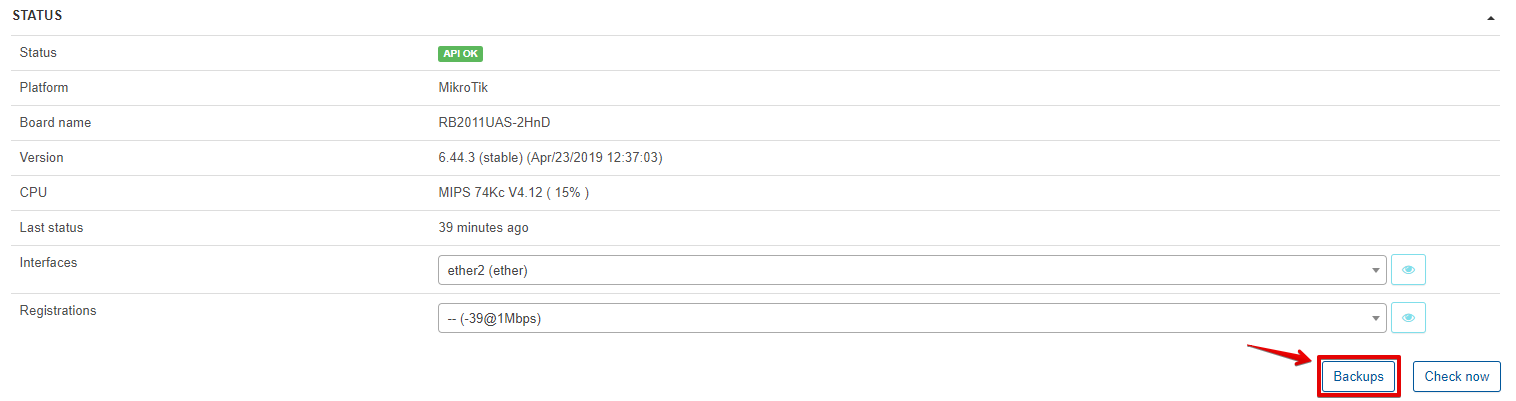 STATUS
Status API OK
Platform MikroTik
Board name RB2011UAS-2HnD
Version 6.44.3 (stable) (Apr/23/2019 12:37:03)
CPU MIPS 74Kc V4.12 ( 15% )
Last status 39 minutes ago
Interfaces ether2 (ether)
Registrations -- (-39@1Mbps)
Backups Check now